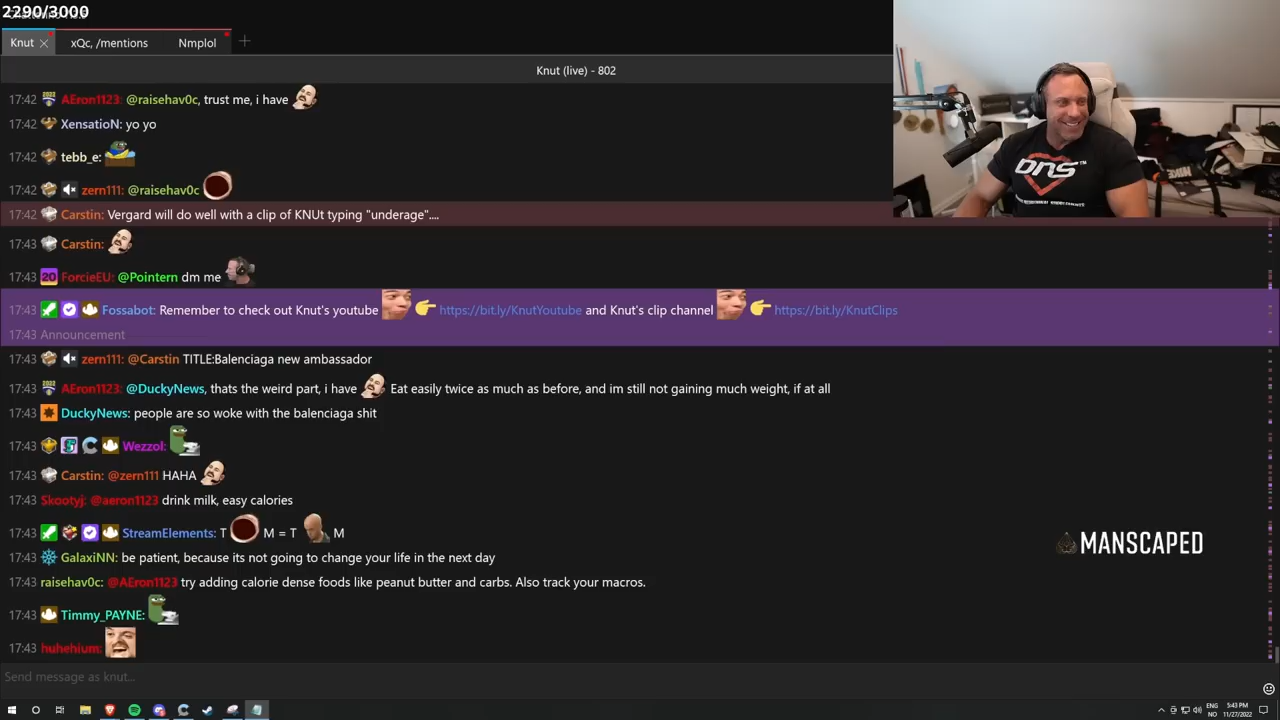 2290/3000
Knut
xQc, /mentions
Nmplol
Knut (live) - 802
17:42 AEron1123: @raisehav0c, trust me, i have
17:42 XensatioN: yo yo
17:42 tebb_e:
17:42 zern111: @raisehav0c
17:42 Carstin: Vergard will do well with a clip of KNUt typing "underage"....
17:43 Carstin:
17:43 20 ForcieEU: @Pointern dm me
17:43 Fossabot: Remember to check out Knut's youtube https://bit.ly/KnutYoutube and Knut's clip channel https://bit.ly/KnutClips
17:43 Announcement
17:43 zern111: @Carstin TITLE:Balenciaga new ambassador
17:43 AEron1123: @DuckyNews, thats the weird part, i have Eat easily twice as much as before, and im still not gaining much weight, if at all
17:43 DuckyNews: people are so woke with the balenciaga shit
17:43 Wezzol:
17:43 Carstin: @zern111 HAHA
17:43 Skootyj: @aeron1123 drink milk, easy calories
17:43 StreamElements: T M = T M
17:43 GalaxiNN: be patient, because its not going to change your life in the next day
17:43 raisehav0c: @AEron1123 try adding calorie dense foods like peanut butter and carbs. Also track your macros.
17:43 Timmy_PAYNE:
17:43 huhehium:
Send message as knut...
DNS™
MANSCAPED
ENG
NO
5:43 PM
11/27/2022